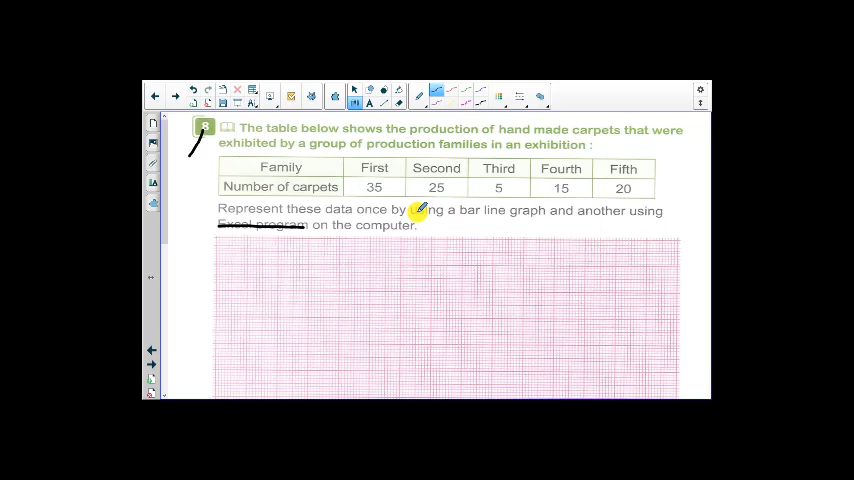 8 The table below shows the production of hand made carpets that were
exhibited by a group of production families in an exhibition :
Family First Second Third Fourth Fifth
Number of carpets 35 25 5 15 20
Represent these data once by using a bar line graph and another using
Excel program on the computer.